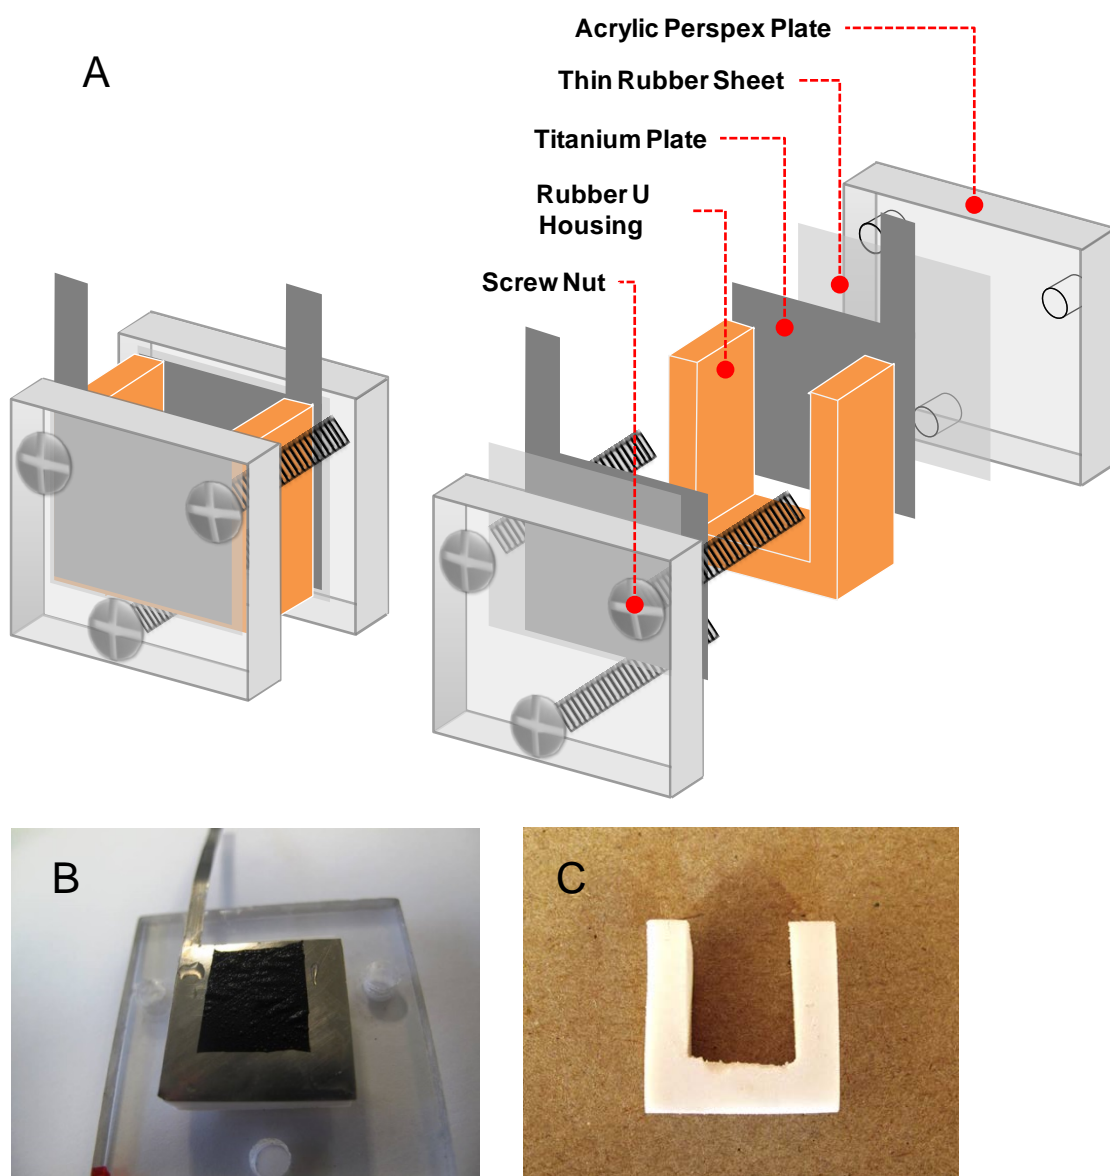 A
Acrylic Perspex Plate
Thin Rubber Sheet
Titanium Plate
Rubber U
Housing
Screw Nut
B
C